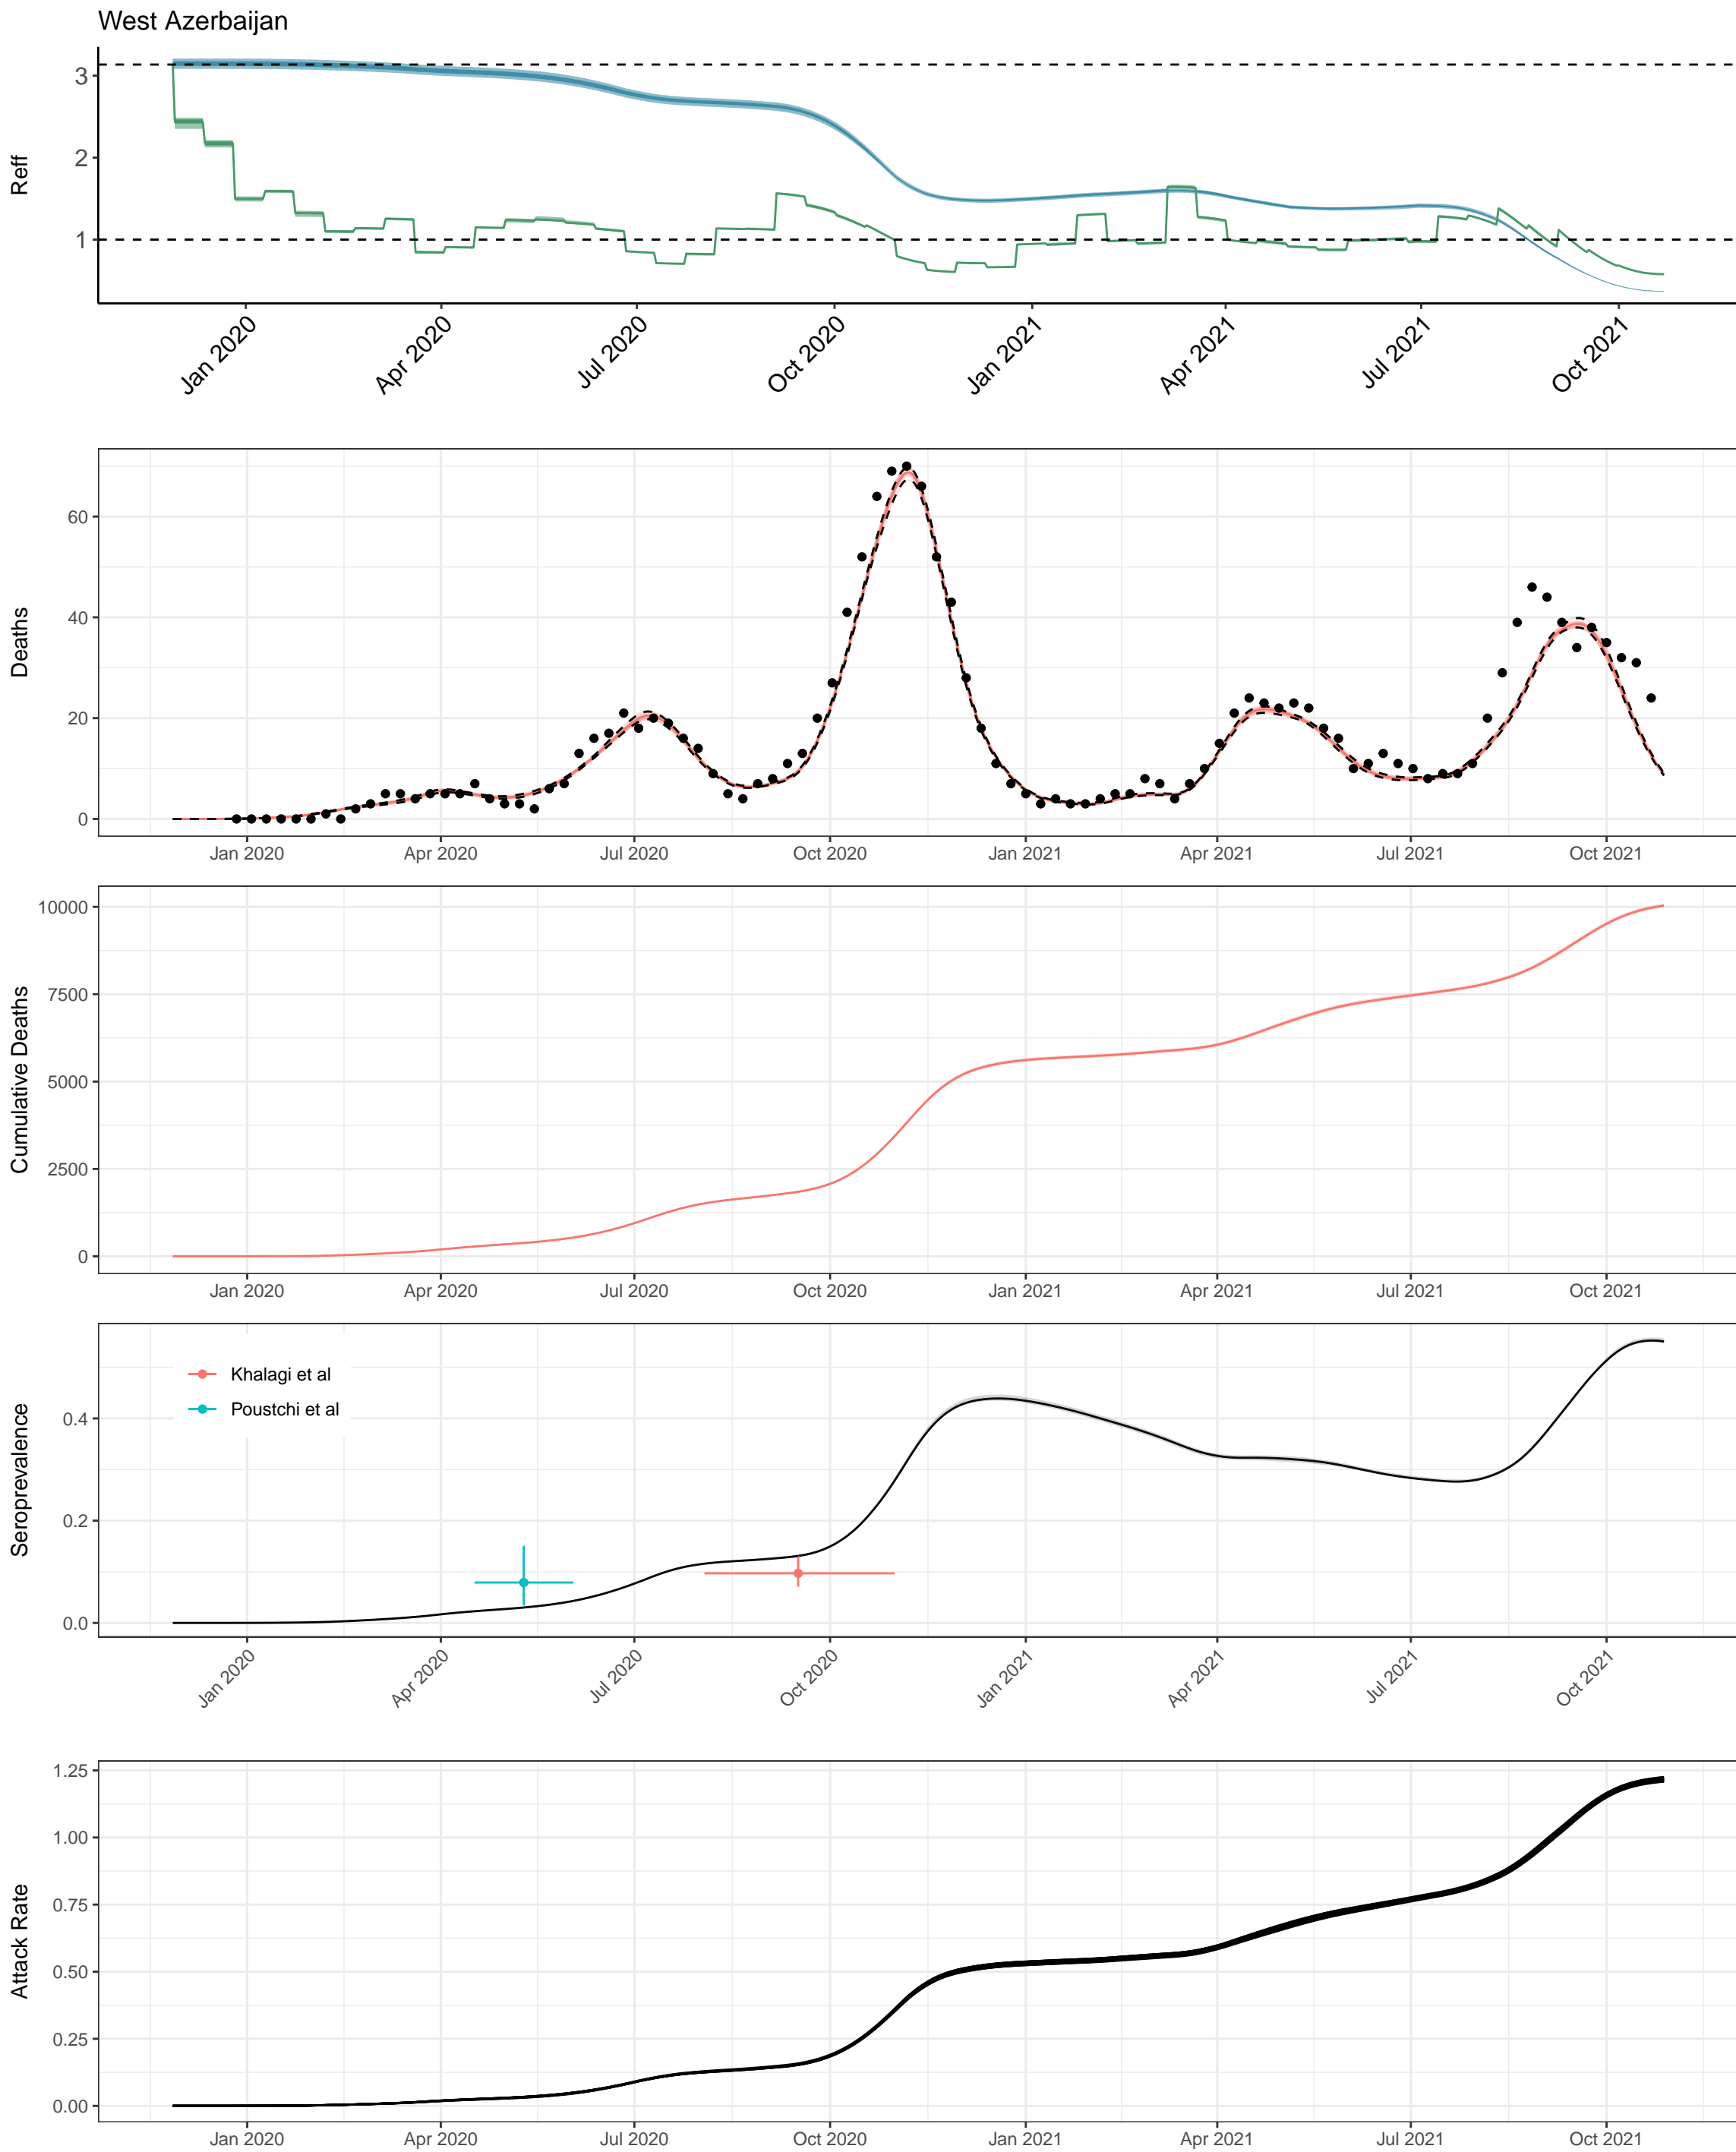 West Azerbaijan
Reff
3
2
1
Jan 2020
Apr 2020
Jul 2020
Oct 2020
Jan 2021
Apr 2021
Jul 2021
Oct 2021
Deaths
60
40
20
0
Jan 2020
Apr 2020
Jul 2020
Oct 2020
Jan 2021
Apr 2021
Jul 2021
Oct 2021
Cumulative Deaths
10000
7500
5000
2500
0
Jan 2020
Apr 2020
Jul 2020
Oct 2020
Jan 2021
Apr 2021
Jul 2021
Oct 2021
Seroprevalence
Khalagi et al
Poustchi et al
0.4
0.2
0.0
Jan 2020
Apr 2020
Jul 2020
Oct 2020
Jan 2021
Apr 2021
Jul 2021
Oct 2021
Attack Rate
1.25
1.00
0.75
0.50
0.25
0.00
Jan 2020
Apr 2020
Jul 2020
Oct 2020
Jan 2021
Apr 2021
Jul 2021
Oct 2021